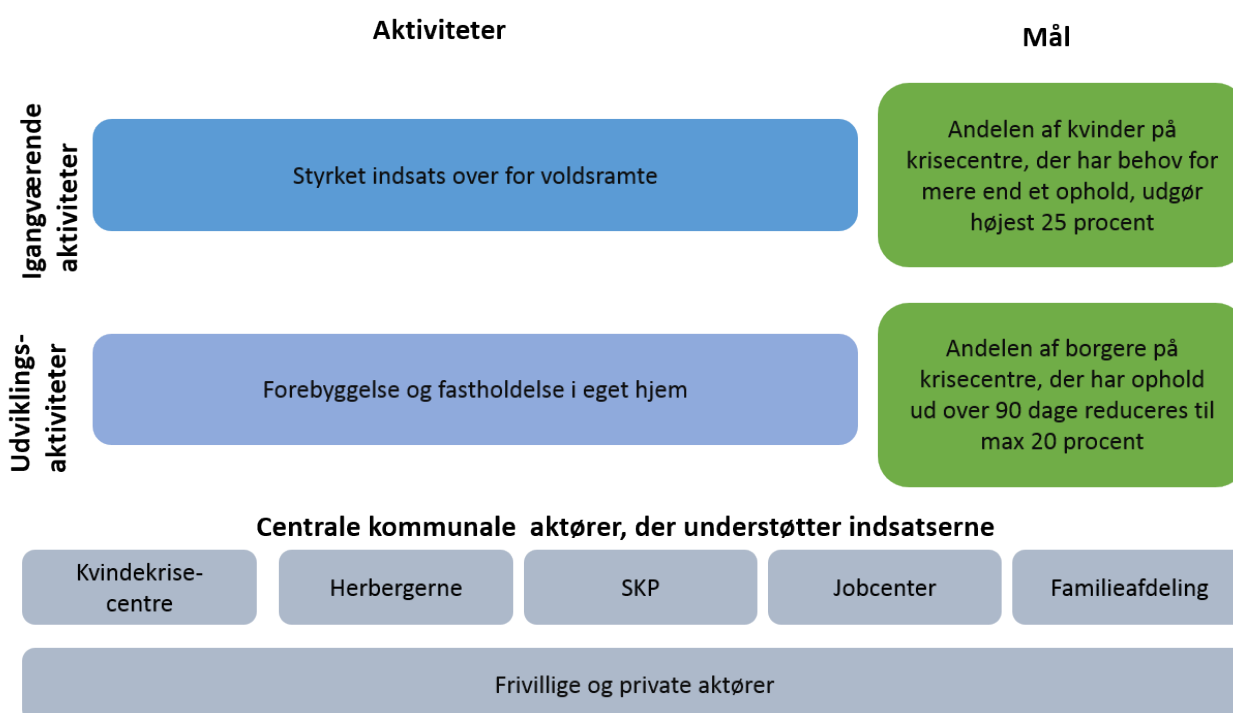 Aktiviteter
Mål
Igangværende
aktiviteter
Styrket indsats over for voldsramte
Andelen af kvinder på
krisecentre, der har behov for
mere end et ophold, udgør
højest 25 procent
Udviklings-
aktiviteter
Forebyggelse og fastholdelse i eget hjem
Andelen af borgere på
krisecentre, der har ophold
ud over 90 dage reduceres til
max 20 procent
Centrale kommunale  aktører, der understøtter indsatserne
Kvindekrise-
centre
Herbergerne
SKP
Jobcenter
Familieafdeling
Frivillige og private aktører